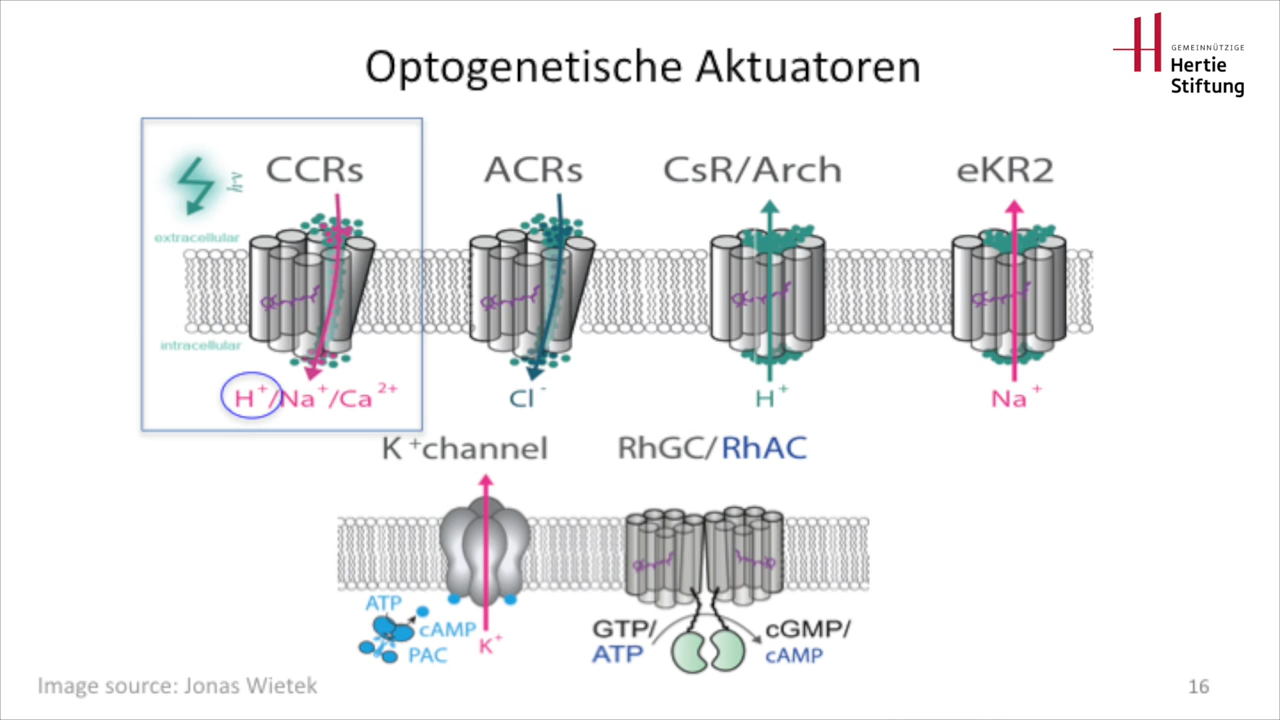 Optogenetische Aktuatoren
GEMEINNÜTZIGE
Hertie
Stiftung
CCRs
ACRs
CsR/Arch
eKR2
h·ν
extracellular
intracellular
H⁺/Na⁺/Ca²⁺
Cl⁻
H⁺
Na⁺
K⁺channel
RhGC/RhAC
ATP
cAMP
PAC
K⁺
GTP/
ATP
cGMP/
cAMP
Image source: Jonas Wietek
16